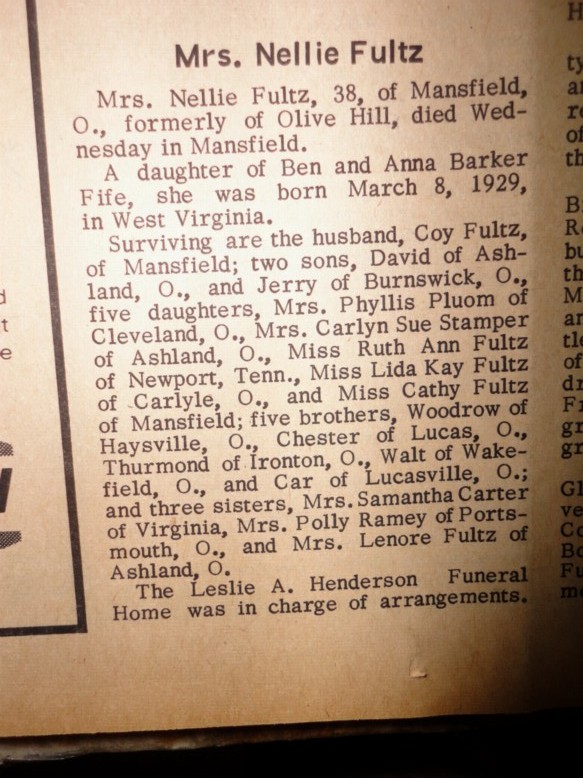 Mrs. Nellie Fultz
Mrs. Nellie Fultz, 38, of Mansfield,
O., formerly of Olive Hill, died Wed-
nesday in Mansfield.
A daughter of Ben and Anna Barker
Fife, she was born March 8, 1929,
in West Virginia.
Surviving are the husband, Coy Fultz,
of Mansfield; two sons, David of Ash-
land, O., and Jerry of Burnswick, O.,
five daughters, Mrs. Phyllis Pluom of
Cleveland, O., Mrs. Carlyn Sue Stamper
of Ashland, O., Miss Ruth Ann Fultz
of Newport, Tenn., Miss Lida Kay Fultz
of Carlyle, O., and Miss Cathy Fultz
of Mansfield; five brothers, Woodrow of
Haysville, O., Chester of Lucas, O.,
Thurmond of Ironton, O., Walt of Wake-
field, O., and Car of Lucasville, O.;
and three sisters, Mrs. Samantha Carter
of Virginia, Mrs. Polly Ramey of Ports-
mouth, O., and Mrs. Lenore Fultz of
Ashland, O.
The Leslie A. Henderson Funeral
Home was in charge of arrangements.